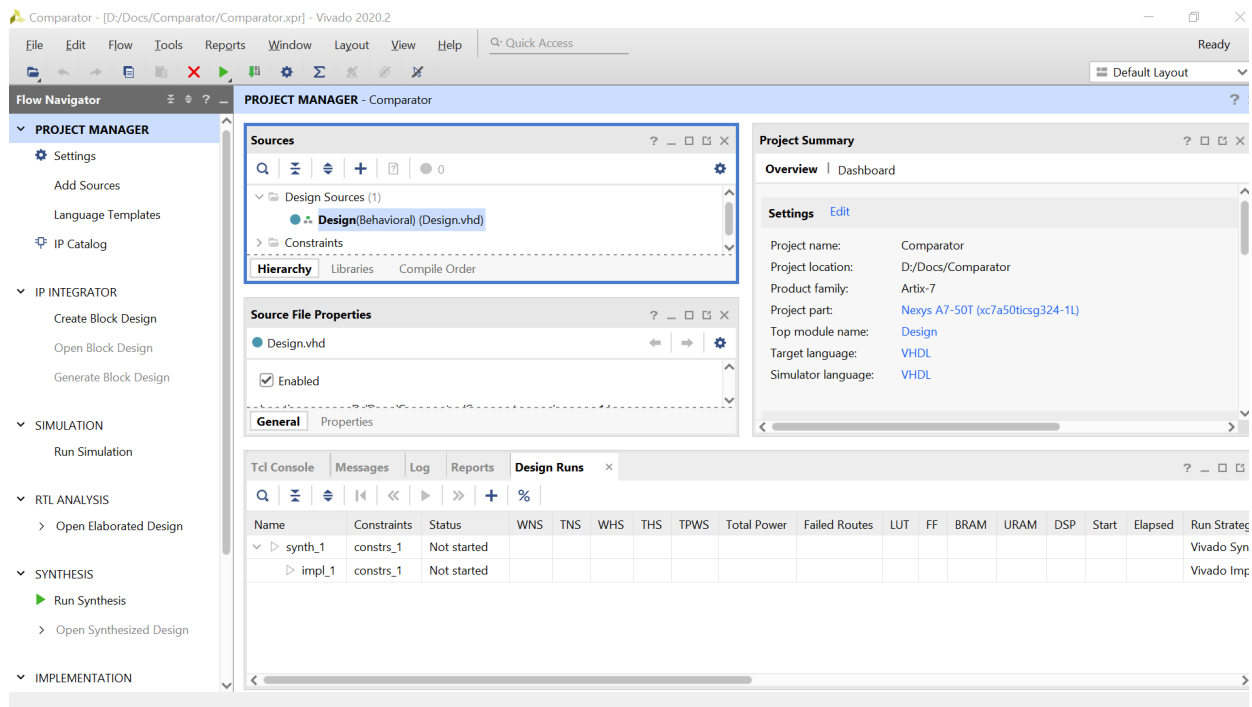 Comparator - [D:/Docs/Comparator/Comparator.xpr] - Vivado 2020.2
File Edit Flow Tools Reports Window Layout View Help Quick Access Ready
Default Layout
Flow Navigator
PROJECT MANAGER - Comparator
PROJECT MANAGER
Settings
Add Sources
Language Templates
IP Catalog
IP INTEGRATOR
Create Block Design
Open Block Design
Generate Block Design
SIMULATION
Run Simulation
RTL ANALYSIS
Open Elaborated Design
SYNTHESIS
Run Synthesis
Open Synthesized Design
IMPLEMENTATION
Sources
0
Design Sources (1)
Design(Behavioral) (Design.vhd)
Constraints
Hierarchy Libraries Compile Order
Source File Properties
Design.vhd
Enabled
General Properties
Project Summary
Overview Dashboard
Settings Edit
Project name: Comparator
Project location: D:/Docs/Comparator
Product family: Artix-7
Project part: Nexys A7-50T (xc7a50ticsg324-1L)
Top module name: Design
Target language: VHDL
Simulator language: VHDL
Tcl Console Messages Log Reports Design Runs
Name Constraints Status WNS TNS WHS THS TPWS Total Power Failed Routes LUT FF BRAM URAM DSP Start Elapsed Run Strateg
synth_1 constrs_1 Not started Vivado Syn
impl_1 constrs_1 Not started Vivado Imp